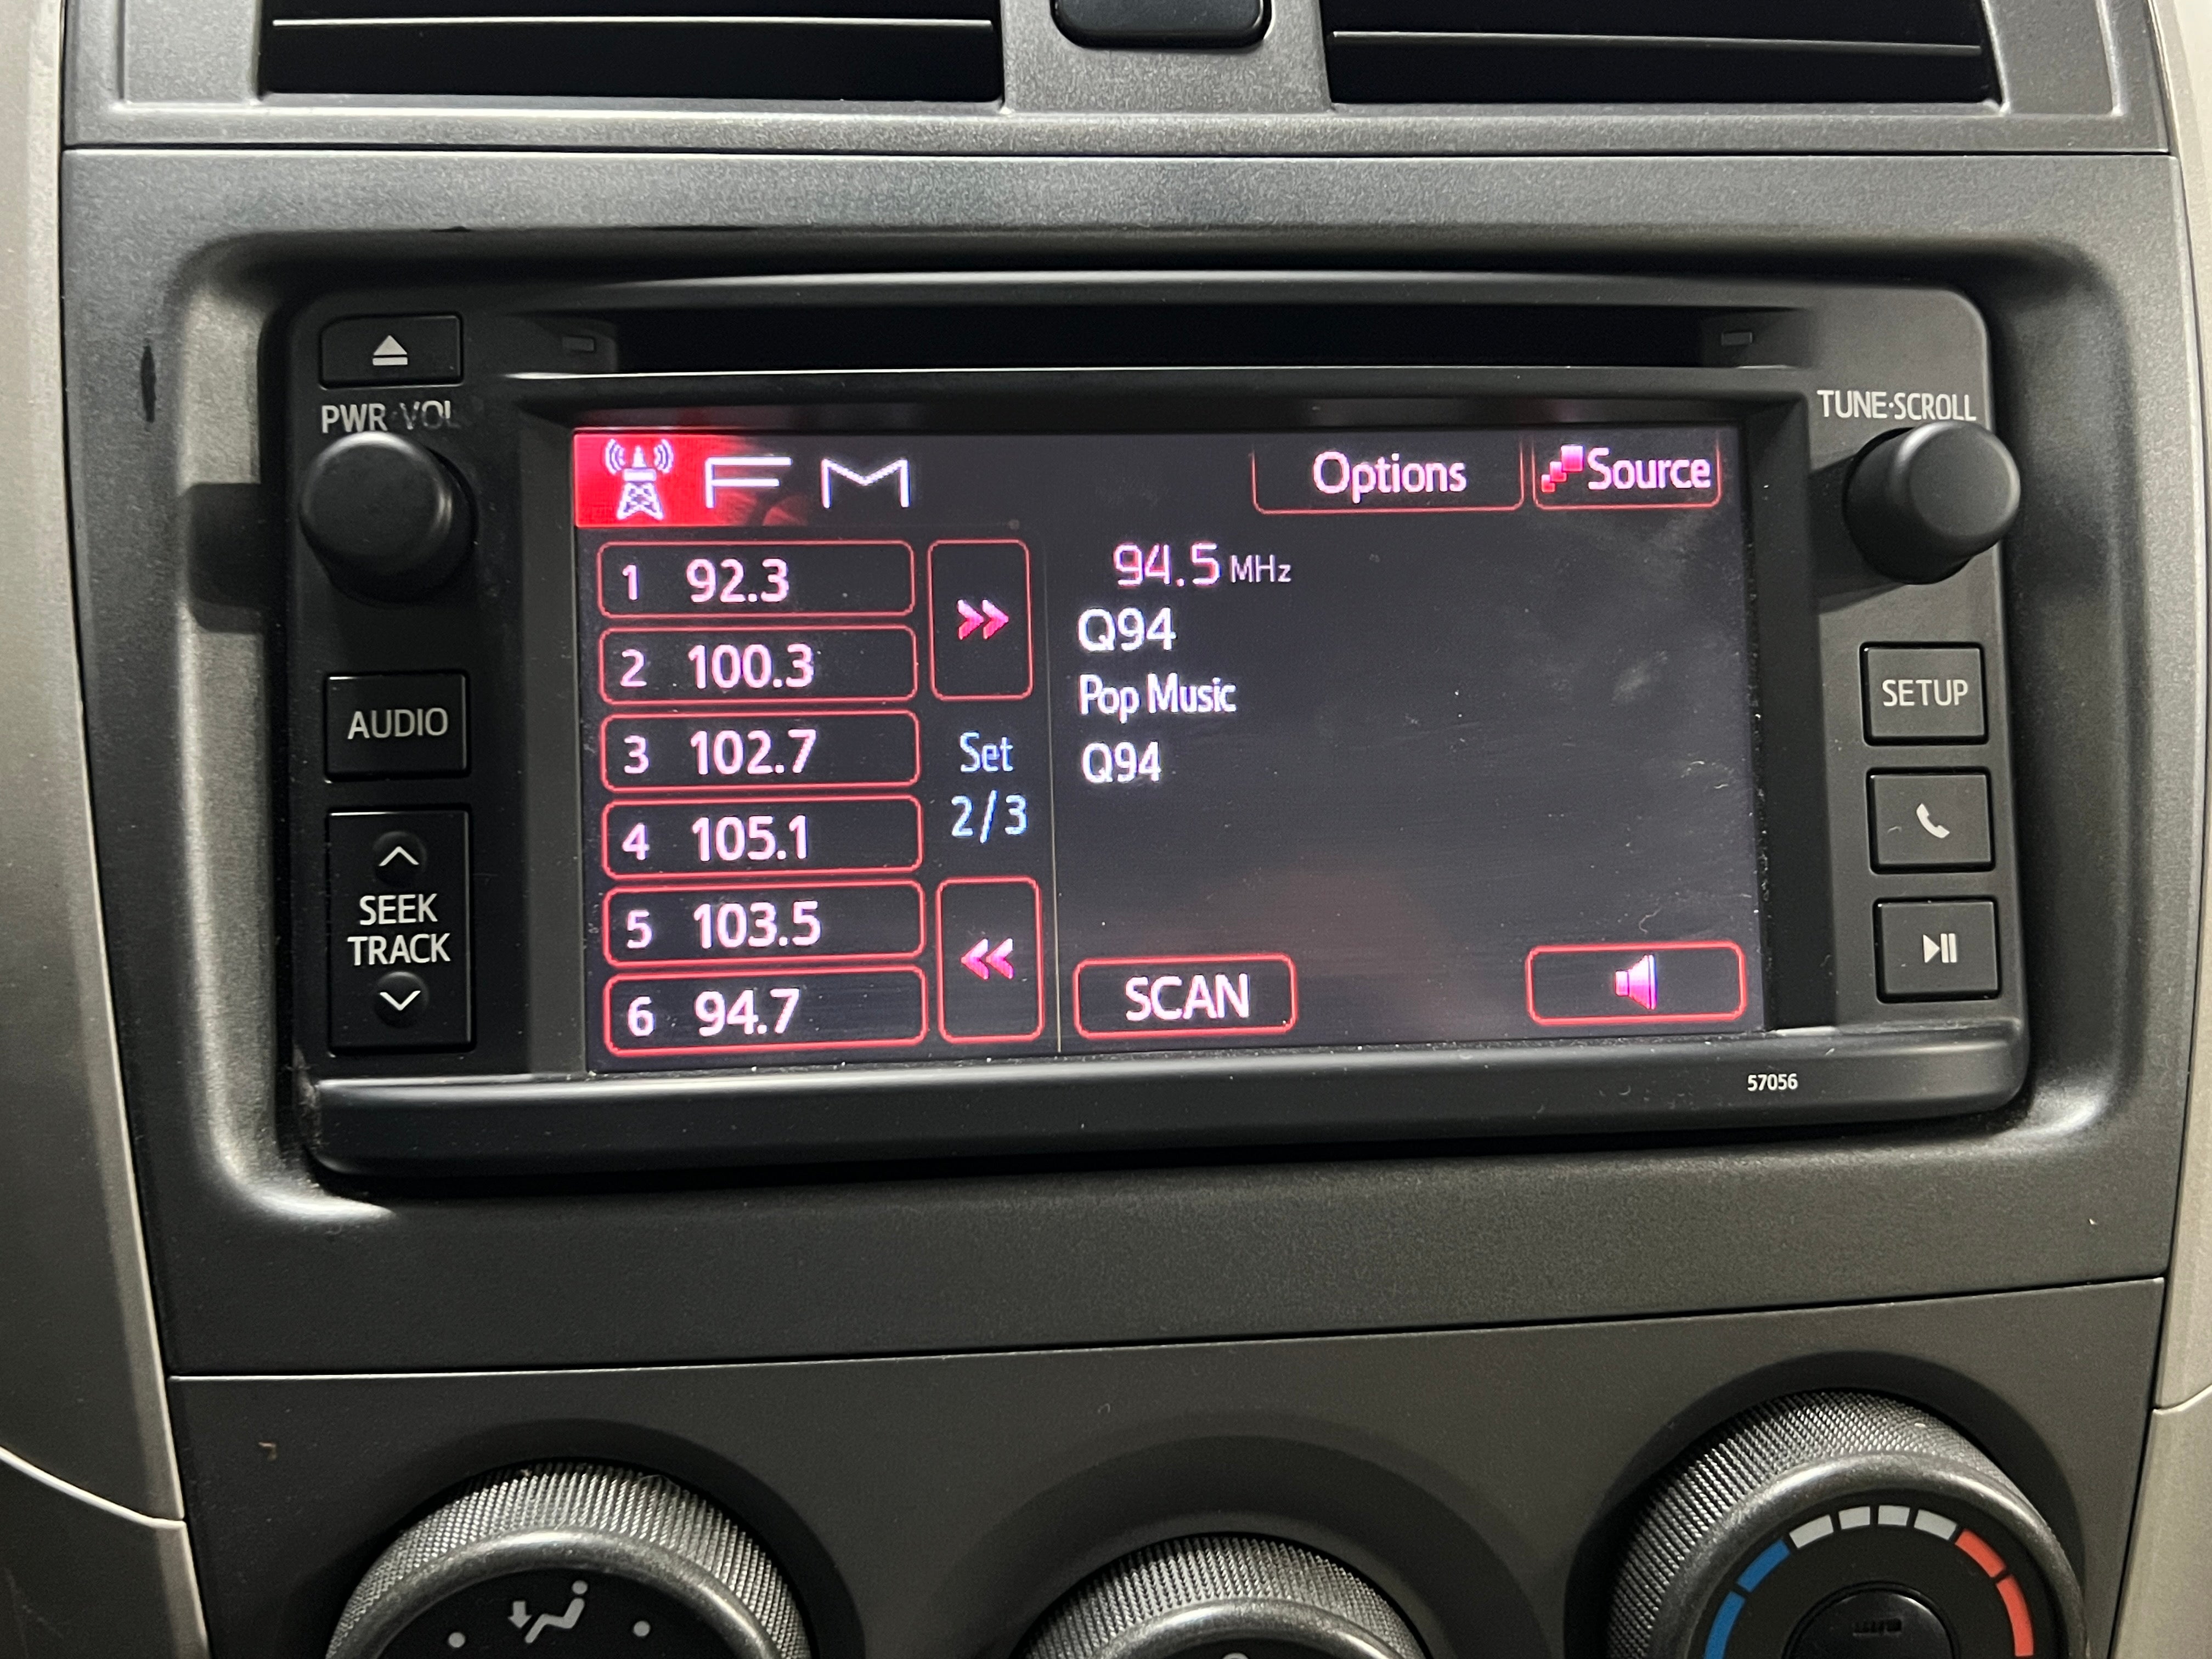 PWR·VOL
TUNE·SCROLL
FM
Options
Source
1 92.3
2 100.3
3 102.7
4 105.1
5 103.5
6 94.7
Set
2/3
94.5 MHz
Q94
Pop Music
Q94
SCAN
AUDIO
SEEK
TRACK
SETUP
57056